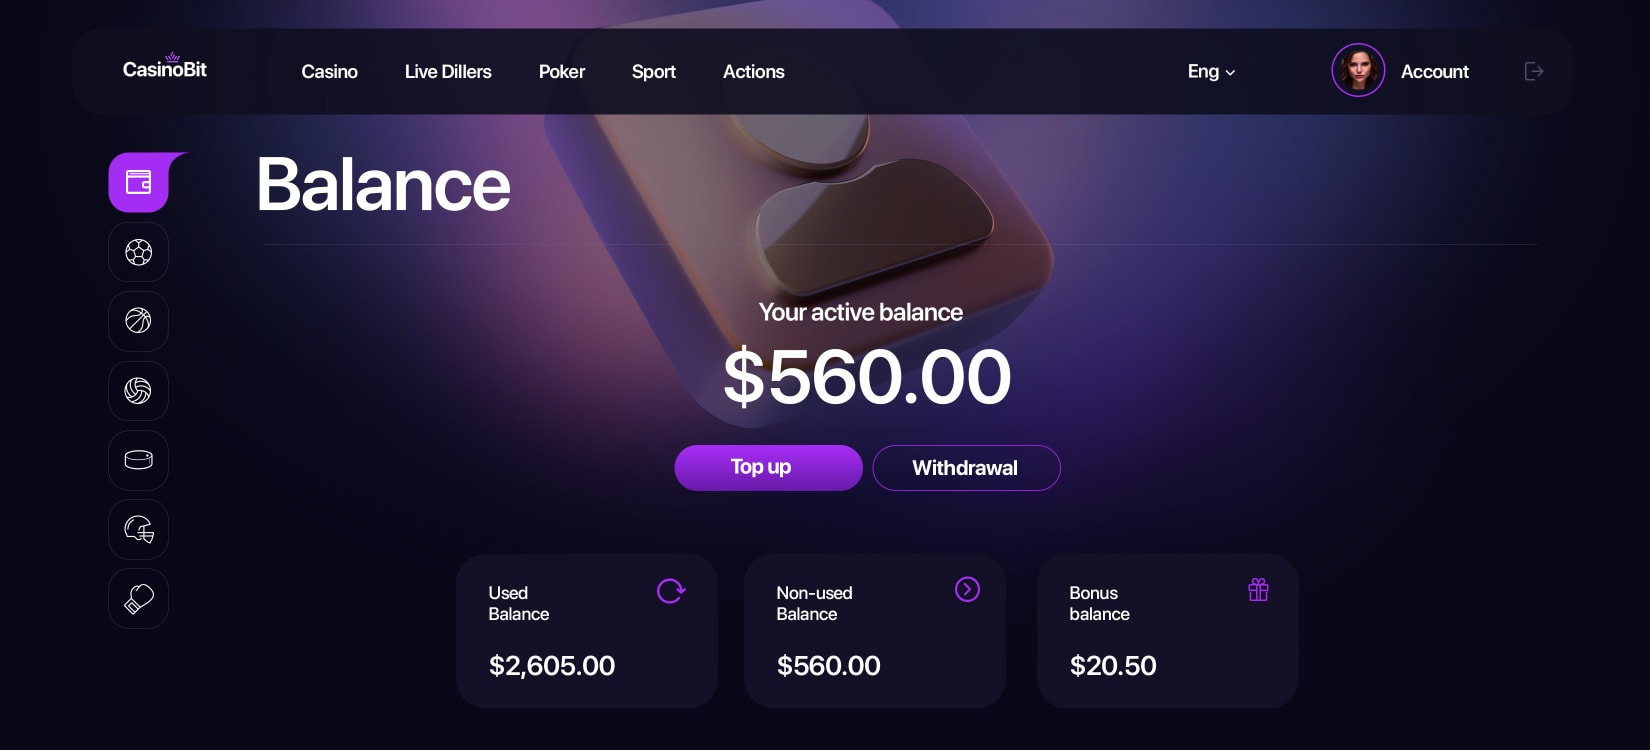 CasinoBit
Casino
Live Dillers
Poker
Sport
Actions
Eng
Account
Balance
Your active balance
$560.00
Top up
Withdrawal
Used
Balance
$2,605.00
Non-used
Balance
$560.00
Bonus
balance
$20.50